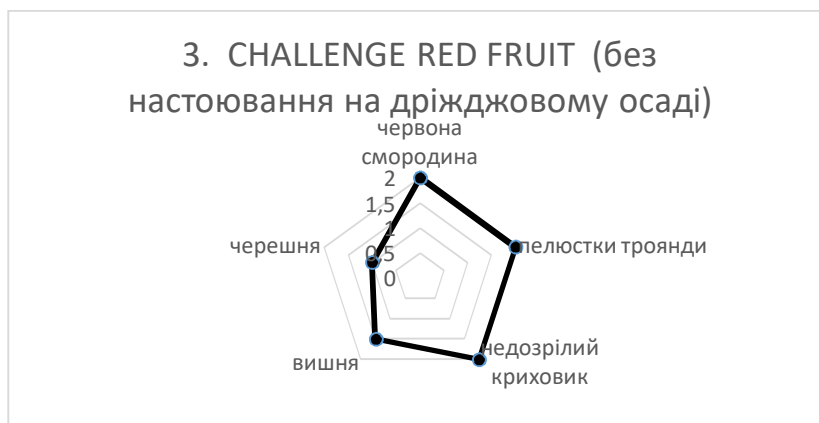 3. CHALLENGE RED FRUIT (без
настоювання на дріжджовому осаді)
червона
смородина
2
1,5
1
0,5
0
черешня
пелюстки троянди
вишня
недозрілий
криховик